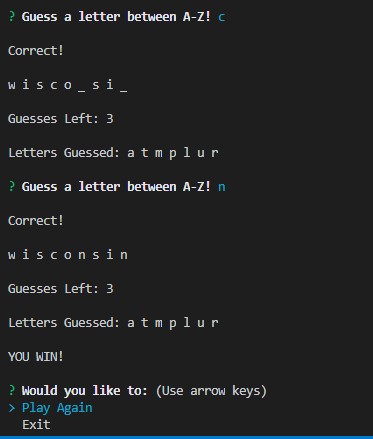 ? Guess a letter between A-Z! c
Correct!
w i s c o _ s i _
Guesses Left: 3
Letters Guessed: a t m p l u r
? Guess a letter between A-Z! n
Correct!
w i s c o n s i n
Guesses Left: 3
Letters Guessed: a t m p l u r
YOU WIN!
? Would you like to: (Use arrow keys)
> Play Again
Exit